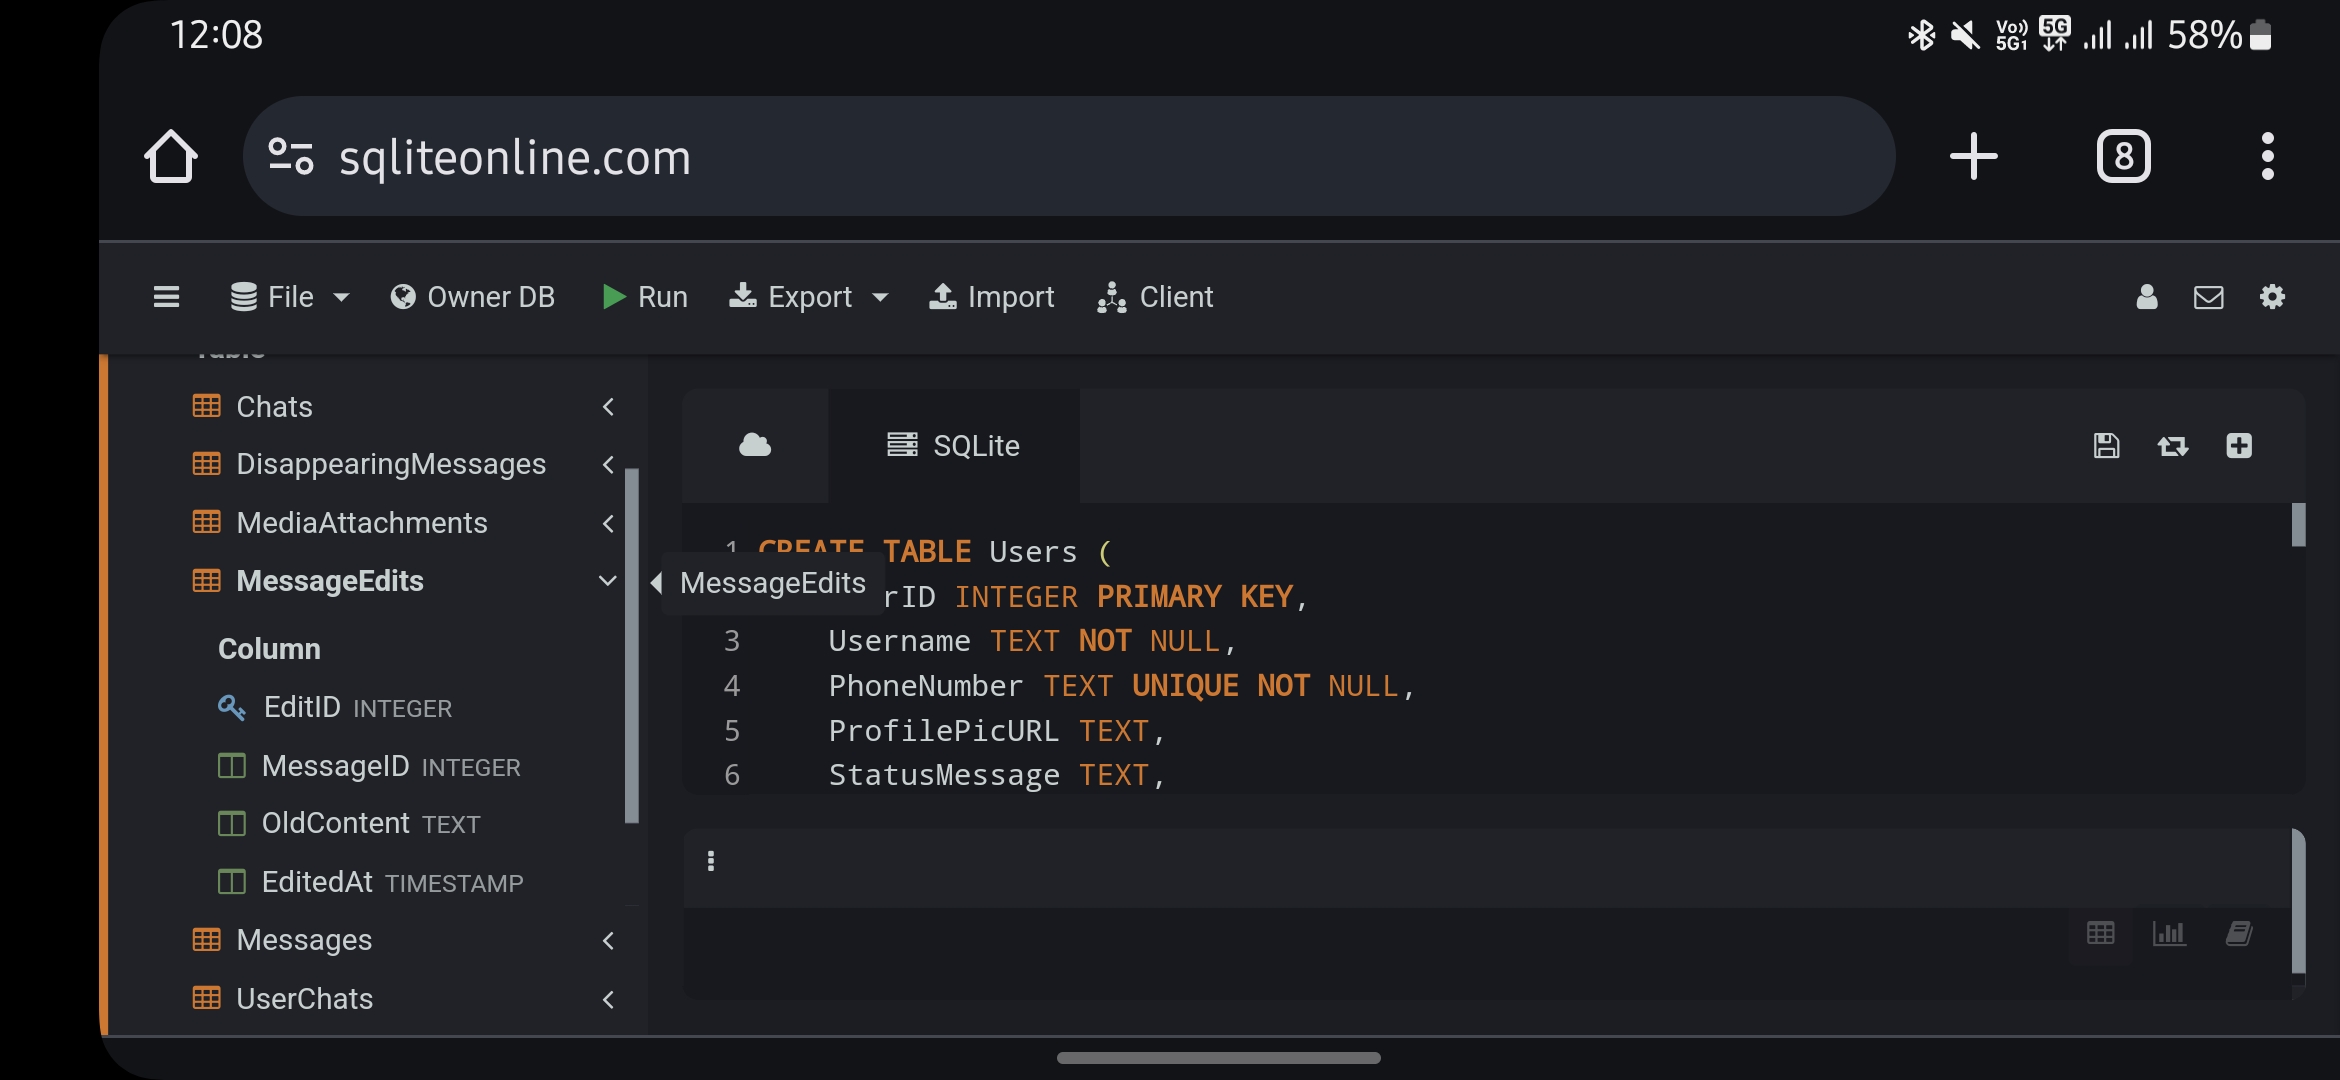 12:08
Vo)) 5G1 5G 58%
sqliteonline.com
8
File Owner DB Run Export Import Client
Table
Chats
DisappearingMessages
MediaAttachments
MessageEdits
Column
EditID INTEGER
MessageID INTEGER
OldContent TEXT
EditedAt TIMESTAMP
Messages
UserChats
SQLite
MessageEdits
1 CREATE TABLE Users (
rID INTEGER PRIMARY KEY,
3 Username TEXT NOT NULL,
4 PhoneNumber TEXT UNIQUE NOT NULL,
5 ProfilePicURL TEXT,
6 StatusMessage TEXT,